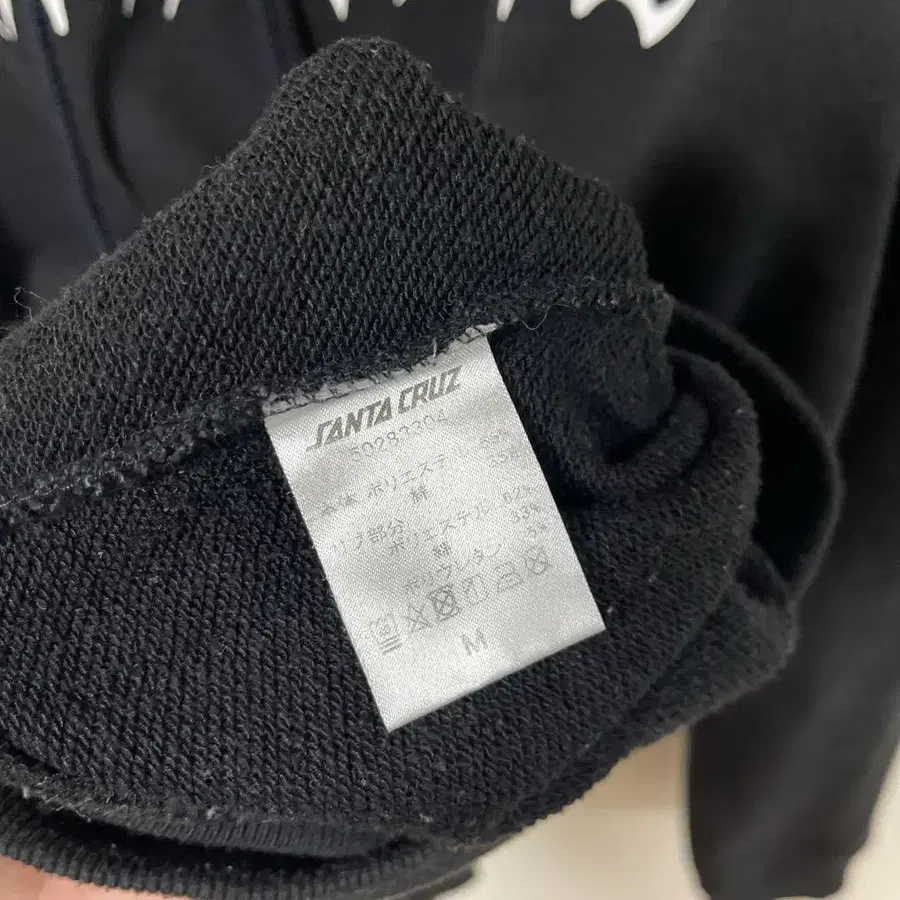 SANTA CRUZ
50283304
本体 ポリエステル 65%
綿 35%
リブ部分
ポリエステル 62%
綿 33%
ポリウレタン 5%
M